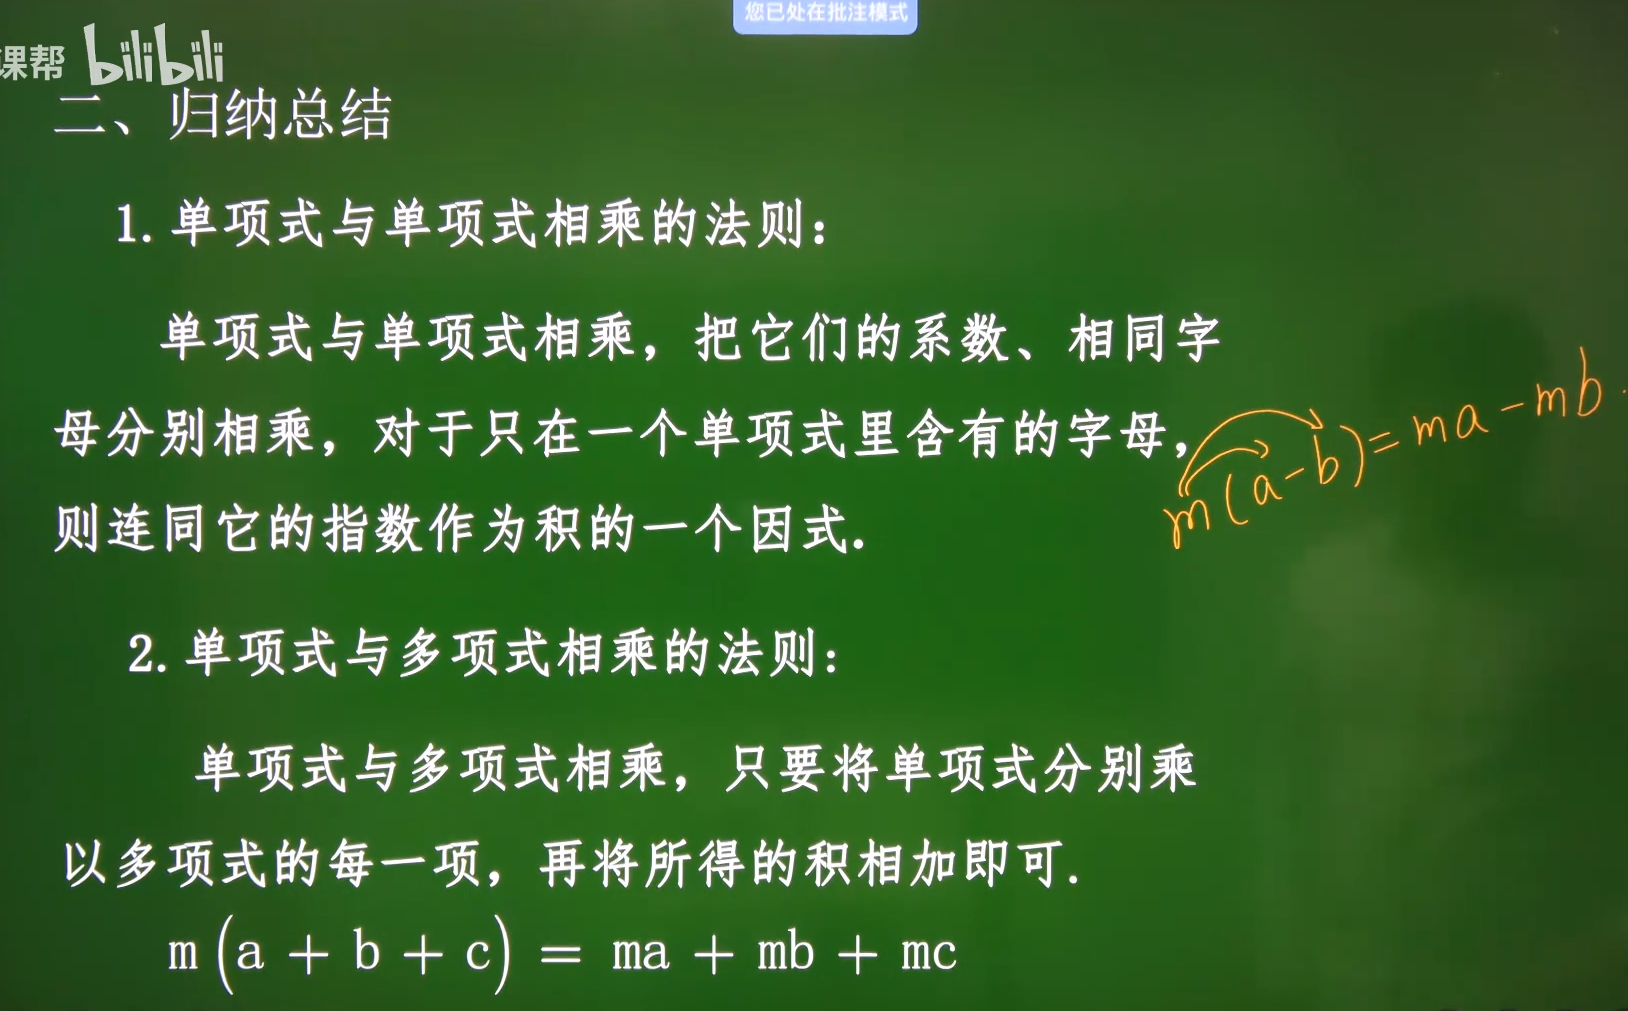 您已处在批注模式
课帮 bilibili
二、归纳总结
1. 单项式与单项式相乘的法则：
单项式与单项式相乘，把它们的系数、相同字
母分别相乘，对于只在一个单项式里含有的字母，
则连同它的指数作为积的一个因式.
m(a-b)=ma-mb.
2. 单项式与多项式相乘的法则:
单项式与多项式相乘，只要将单项式分别乘
以多项式的每一项，再将所得的积相加即可.
m(a + b + c) = ma + mb + mc